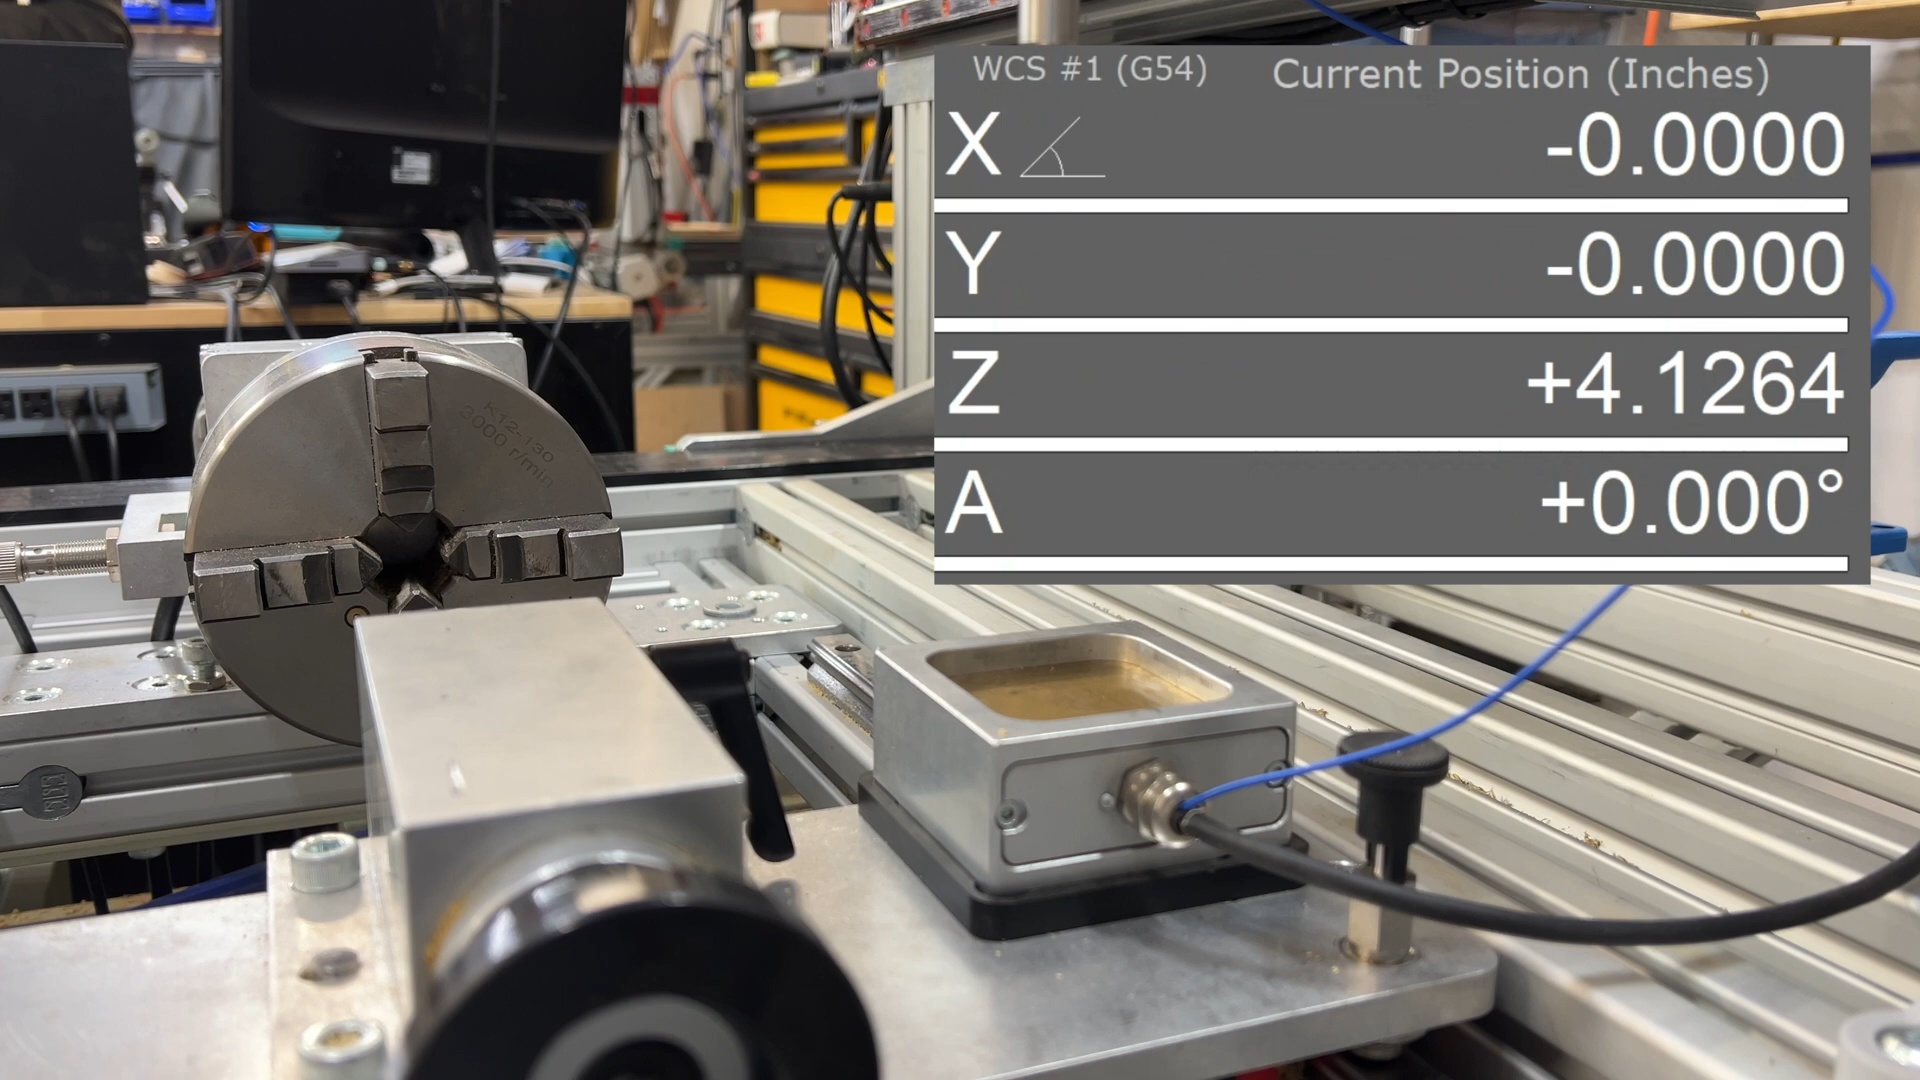 WCS #1 (G54) Current Position (Inches)
X -0.0000
Y -0.0000
Z +4.1264
A +0.000°
K12-130
3000 r/min